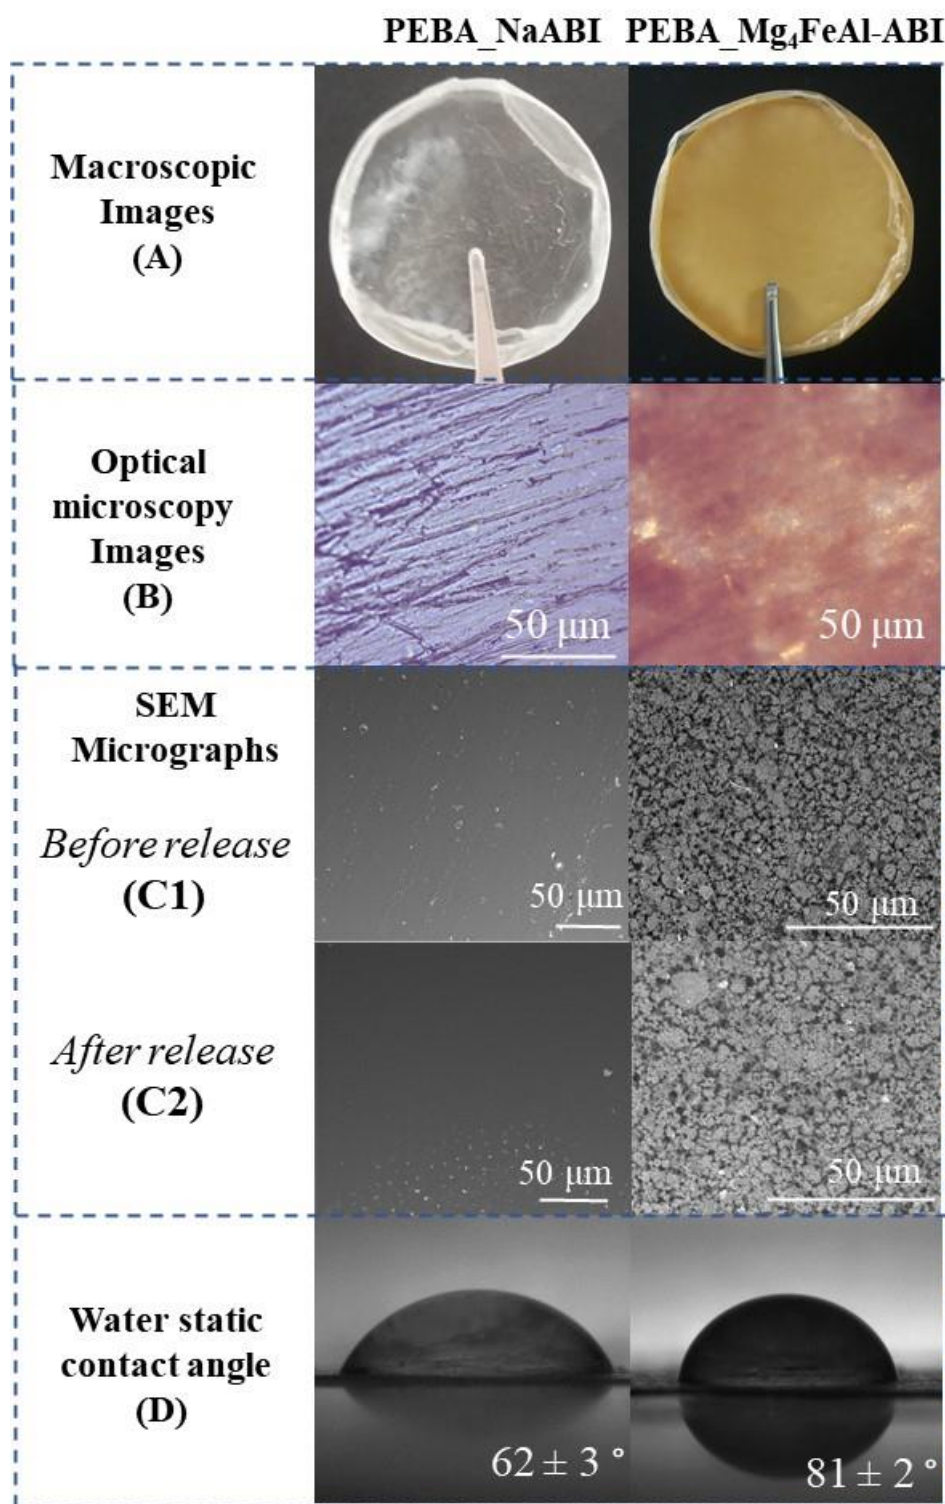 PEBA_NaABI PEBA_Mg₄FeAl-ABI
Macroscopic
Images
(A)
Optical
microscopy
Images
(B)
50 μm
50 μm
SEM
Micrographs
Before release
(C1)
50 μm
50 μm
After release
(C2)
50 μm
50 μm
Water static
contact angle
(D)
62 ± 3 °
81 ± 2 °